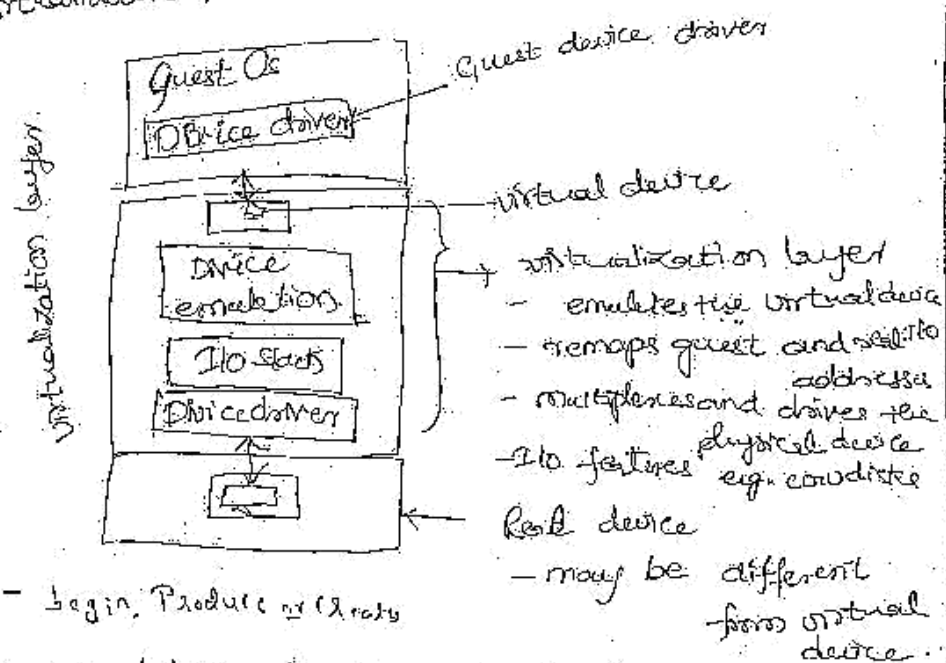 Guest Os
Guest device driver
DBrice driver
virtualization layer.
virtual device
Device
emulation.
I/o Stack
Divice driver
virtualization layer
- emulates the virtual device
- remaps guest and real I/o
addresses
- multiplexes and drives the
physical device
- I/o features e.g.
Real device
- may be different
from virtual
device.
- begin, Produce